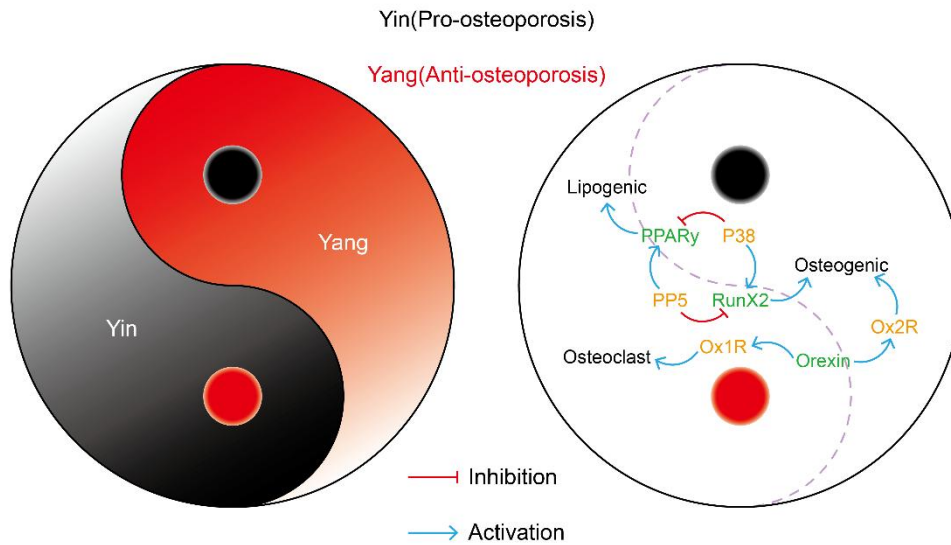 Yin(Pro-osteoporosis)
Yang(Anti-osteoporosis)
Yang
Yin
Lipogenic
PPARy P38
Osteogenic
PP5 RunX2
Ox2R
Ox1R
Osteoclast Orexin
Inhibition
Activation